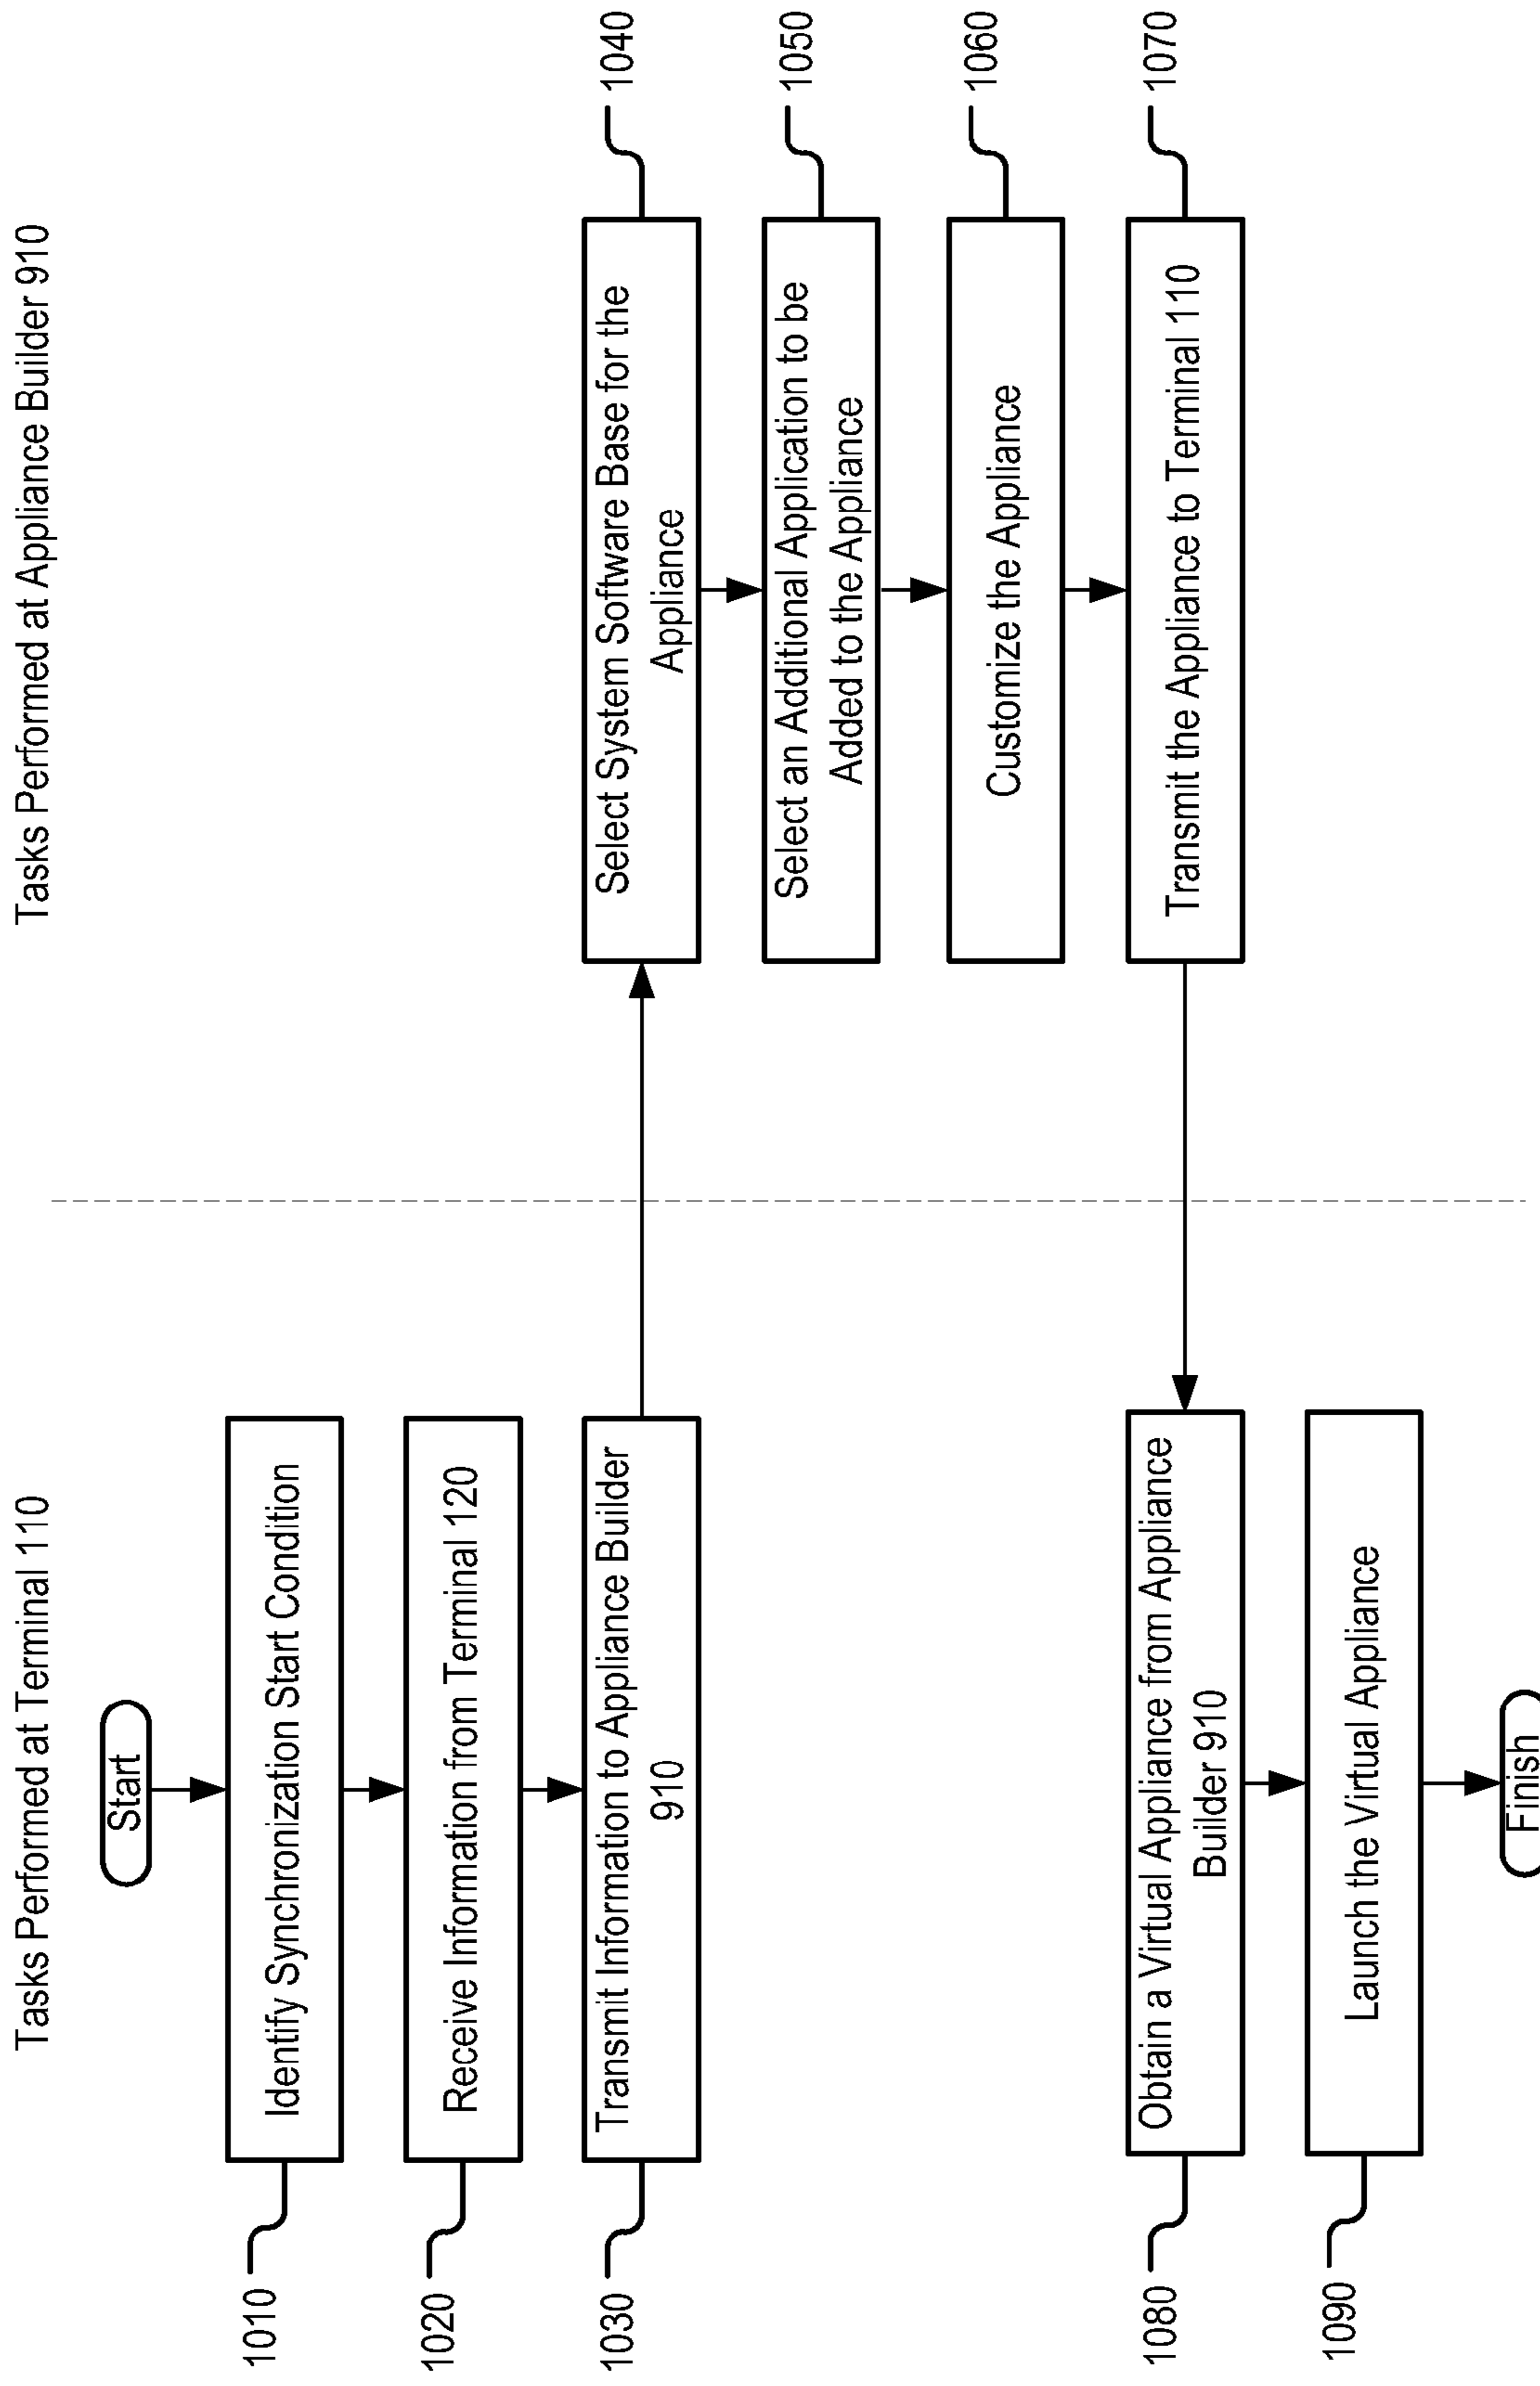 Tasks Performed at Terminal 110
Tasks Performed at Appliance Builder 910
Start
1010
Identify Synchronization Start Condition
1020
Receive Information from Terminal 120
1030
Transmit Information to Appliance Builder
910
Select System Software Base for the
Appliance
1040
Select an Additional Application to be
Added to the Appliance
1050
Customize the Appliance
1060
Transmit the Appliance to Terminal 110
1070
1080
Obtain a Virtual Appliance from Appliance
Builder 910
1090
Launch the Virtual Appliance
Finish